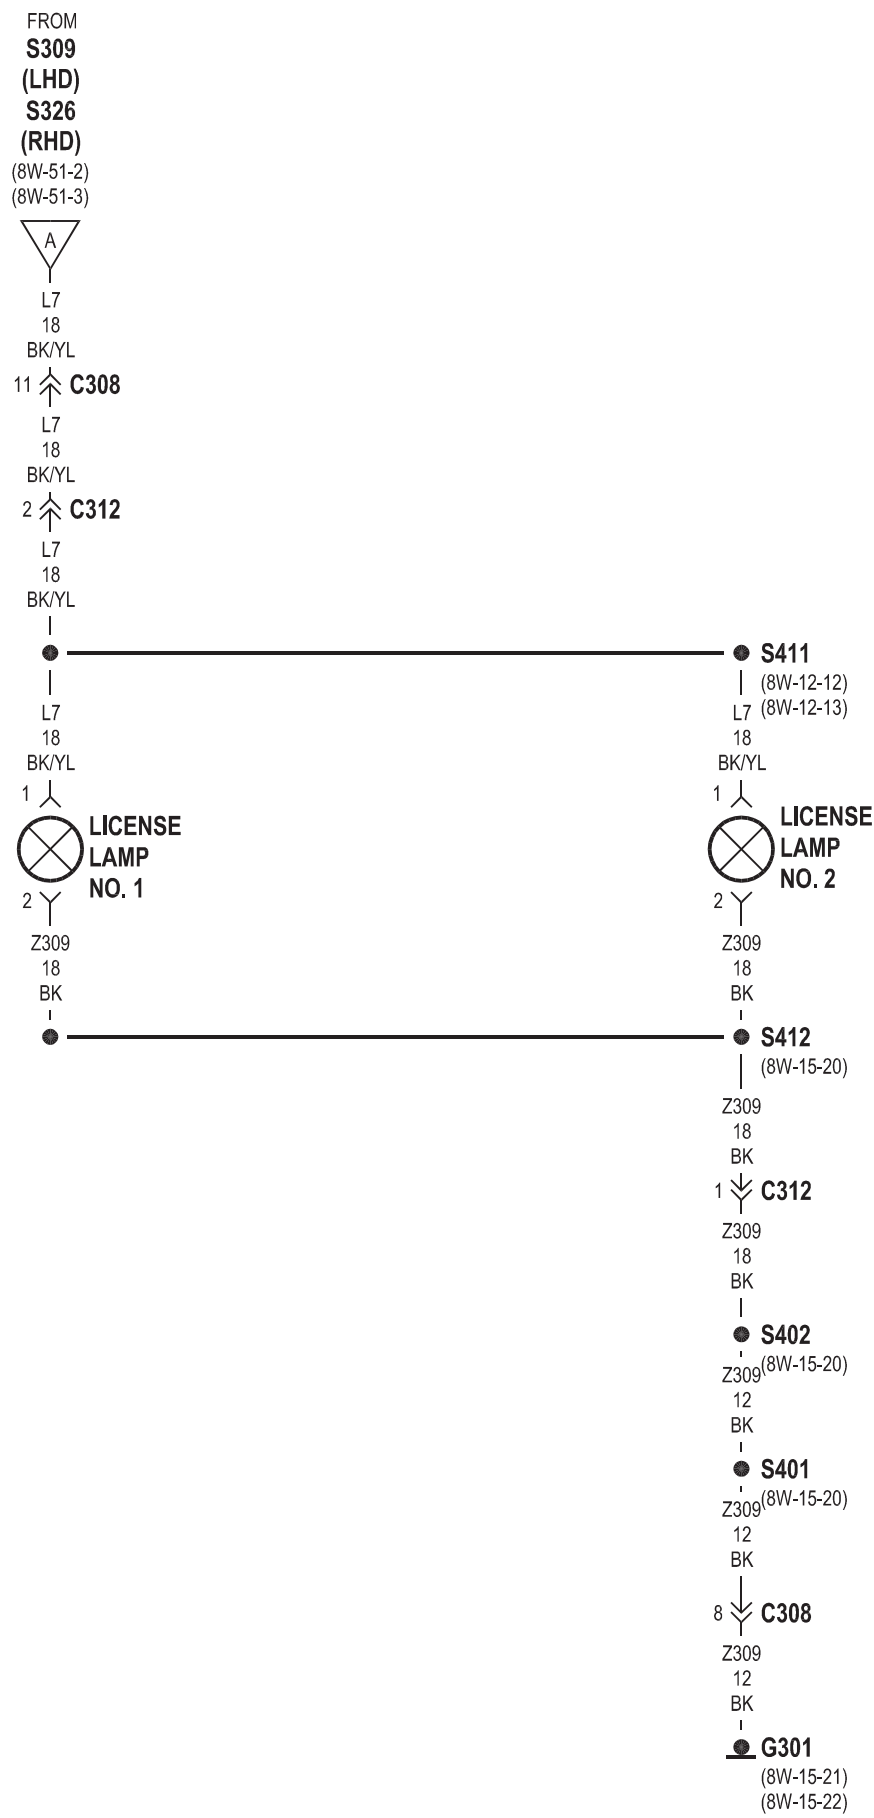 FROM
S309
(LHD)
S326
(RHD)
(8W-51-2)
(8W-51-3)
A
L7
18
BK/YL
11 C308
L7
18
BK/YL
2 C312
L7
18
BK/YL
S411
(8W-12-12)
(8W-12-13)
L7
18
BK/YL
1
LICENSE
LAMP
NO. 1
2
Z309
18
BK
L7
18
BK/YL
1
LICENSE
LAMP
NO. 2
2
Z309
18
BK
S412
(8W-15-20)
Z309
18
BK
1 C312
Z309
18
BK
S402
(8W-15-20)
Z309
12
BK
S401
(8W-15-20)
Z309
12
BK
8 C308
Z309
12
BK
G301
(8W-15-21)
(8W-15-22)